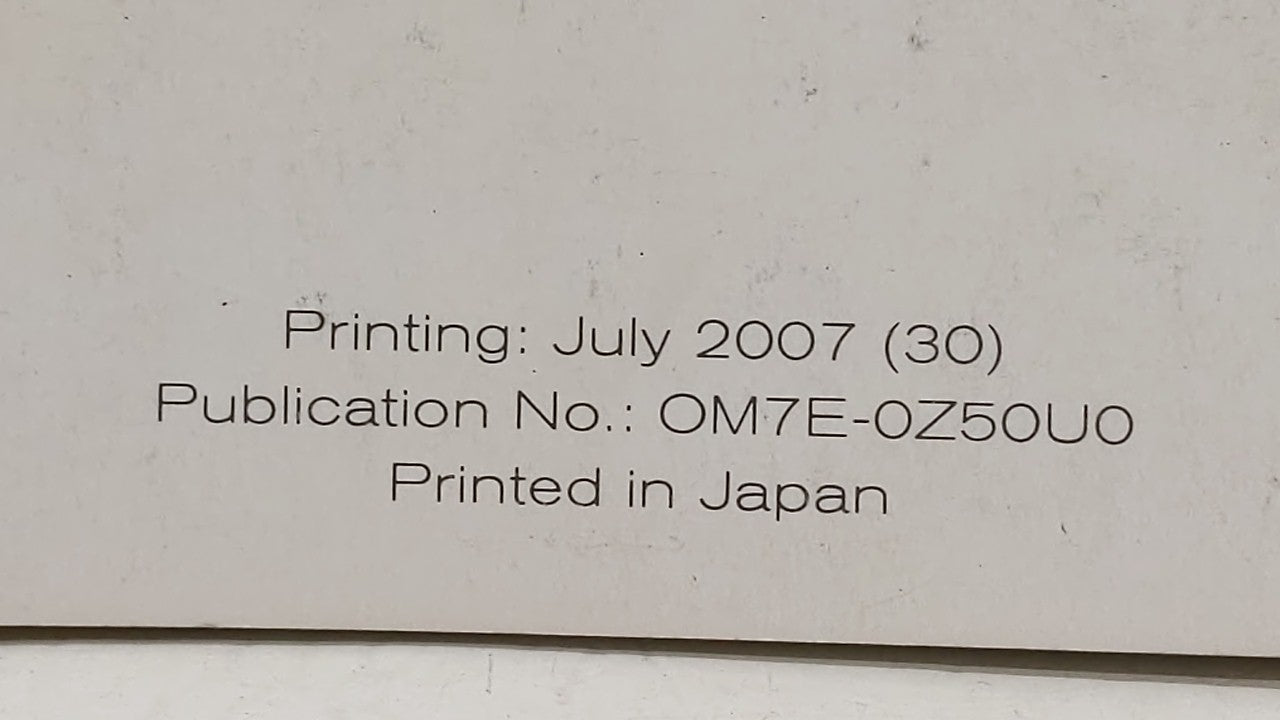 Printing: July 2007 (30)
Publication No.: OM7E-0Z50U0
Printed in Japan